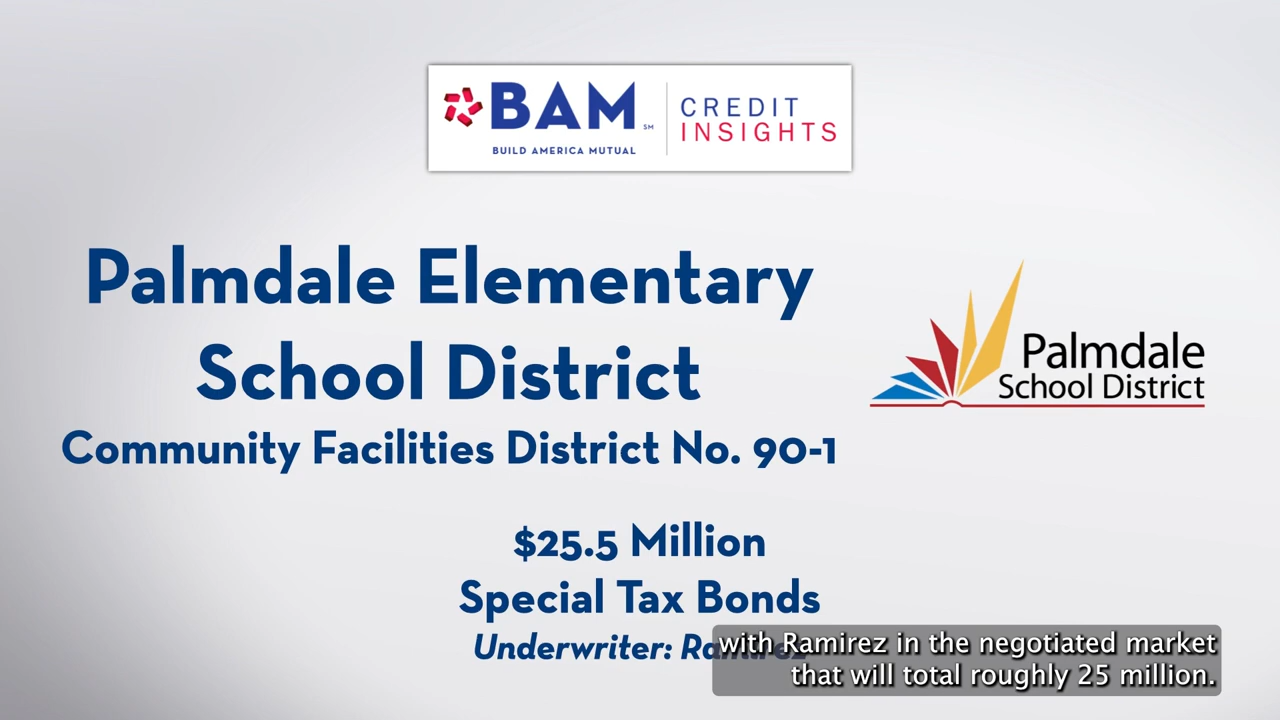 BAM SM
BUILD AMERICA MUTUAL
CREDIT
INSIGHTS
Palmdale Elementary
School District
Community Facilities District No. 90-1
Palmdale
School District
$25.5 Million
Special Tax Bonds
Underwriter: Ramirez
with Ramirez in the negotiated market
that will total roughly 25 million.